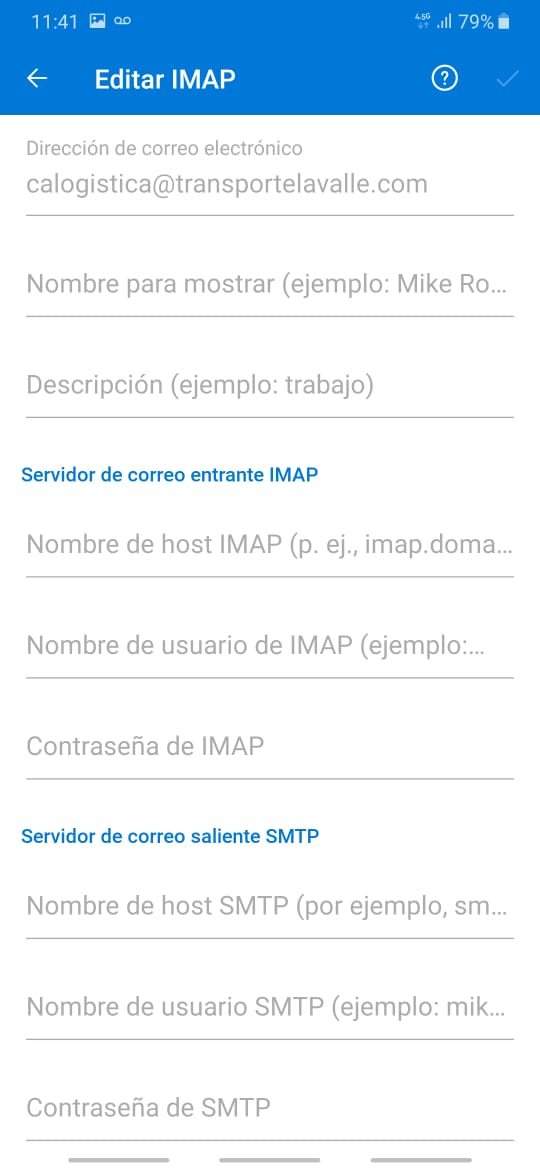 11:41 4.5G 79%
Editar IMAP ?
Dirección de correo electrónico
calogistica@transportelavalle.com
Nombre para mostrar (ejemplo: Mike Ro...
Descripción (ejemplo: trabajo)
Servidor de correo entrante IMAP
Nombre de host IMAP (p. ej., imap.doma...
Nombre de usuario de IMAP (ejemplo:...
Contraseña de IMAP
Servidor de correo saliente SMTP
Nombre de host SMTP (por ejemplo, sm...
Nombre de usuario SMTP (ejemplo: mik...
Contraseña de SMTP